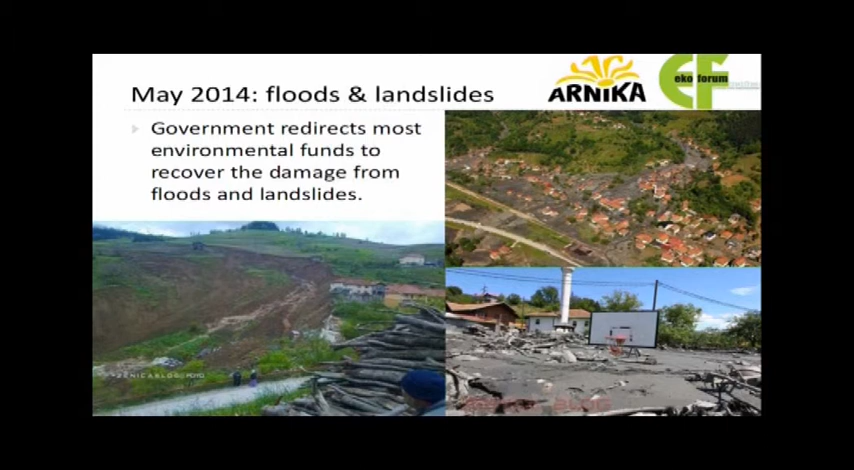 May 2014: floods & landslides
ARNIKA
eko forum
EF
Government redirects most
environmental funds to
recover the damage from
floods and landslides.